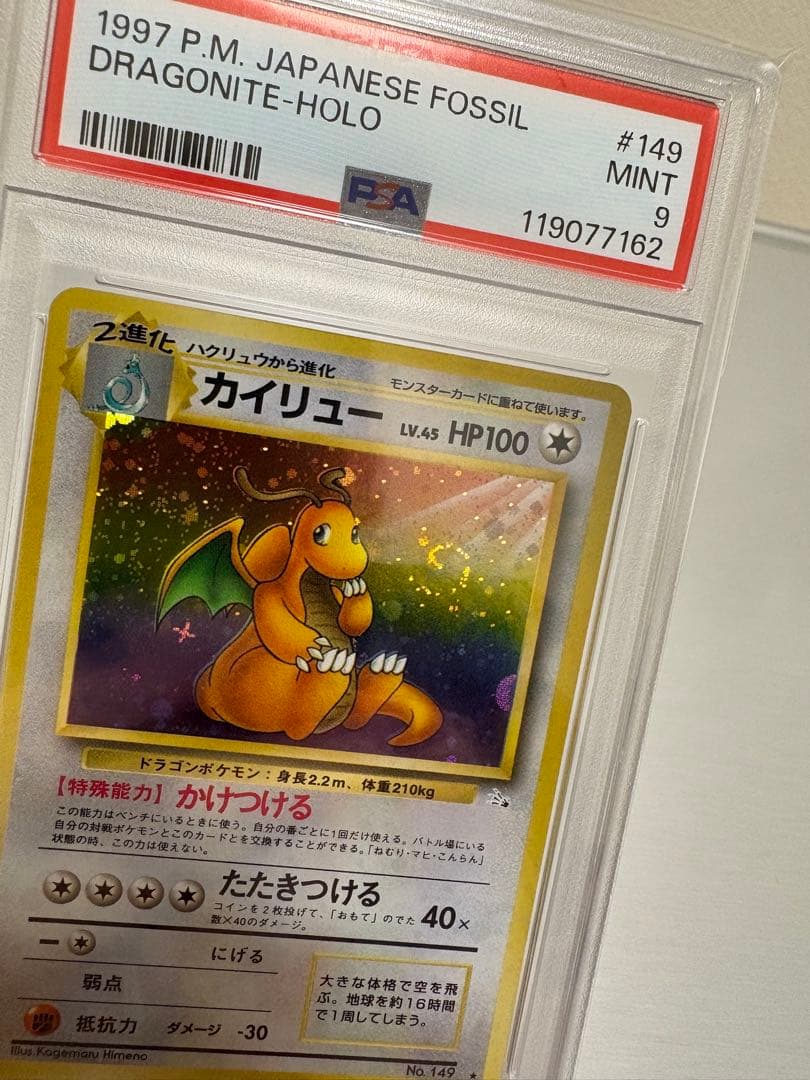 1997 P.M. JAPANESE FOSSIL #149
DRAGONITE-HOLO MINT
9
PSA 119077162
2進化 ハクリュウから進化 モンスターカードに重ねて使います。
カイリュー LV.45 HP100
ドラゴンポケモン：身長2.2m、体重210kg
【特殊能力】かけつける
この能力はベンチにいるときに使う。自分の番ごとに1回だけ使える。バトル場にいる
自分の対戦ポケモンとこのカードとを交換することができる。「ねむり・マヒ・こんらん」
状態の時、この力は使えない。
たたきつける
コインを2枚投げて、「おもて」のでた 40×
数×40のダメージ。
にげる
弱点
抵抗力 ダメージ -30
大きな体格で空を飛
ぶ。地球を約16時間
で1周してしまう。
Illus.Kagemaru Himeno
No.149 ★